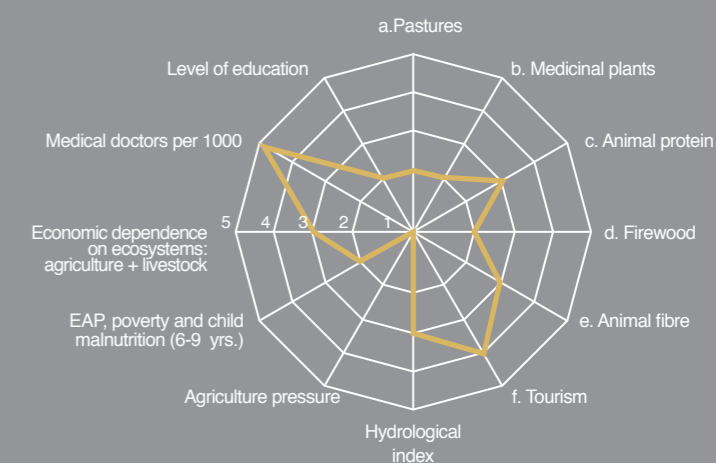 a.Pastures
Level of education
b. Medicinal plants
Medical doctors per 1000
c. Animal protein
5 4 3 2 1
Economic dependence
on ecosystems:
agriculture + livestock
d. Firewood
EAP, poverty and child
malnutrition (6-9 yrs.)
e. Animal fibre
Agriculture pressure
f. Tourism
Hydrological
index